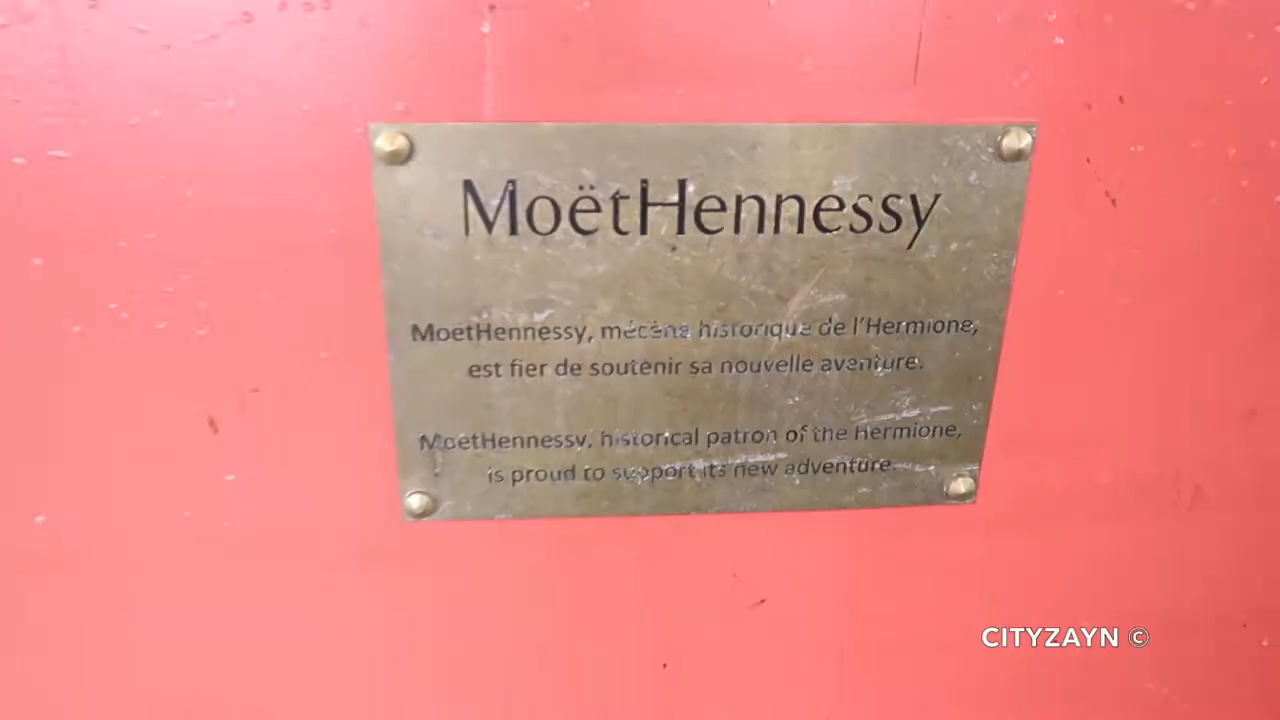 MoëtHennessy
MoetHennessy, mécène historique de l'Hermione,
est fier de soutenir sa nouvelle aventure.
MoetHennessy, historical patron of the Hermione,
is proud to support its new adventure.
CITYZAYN ©